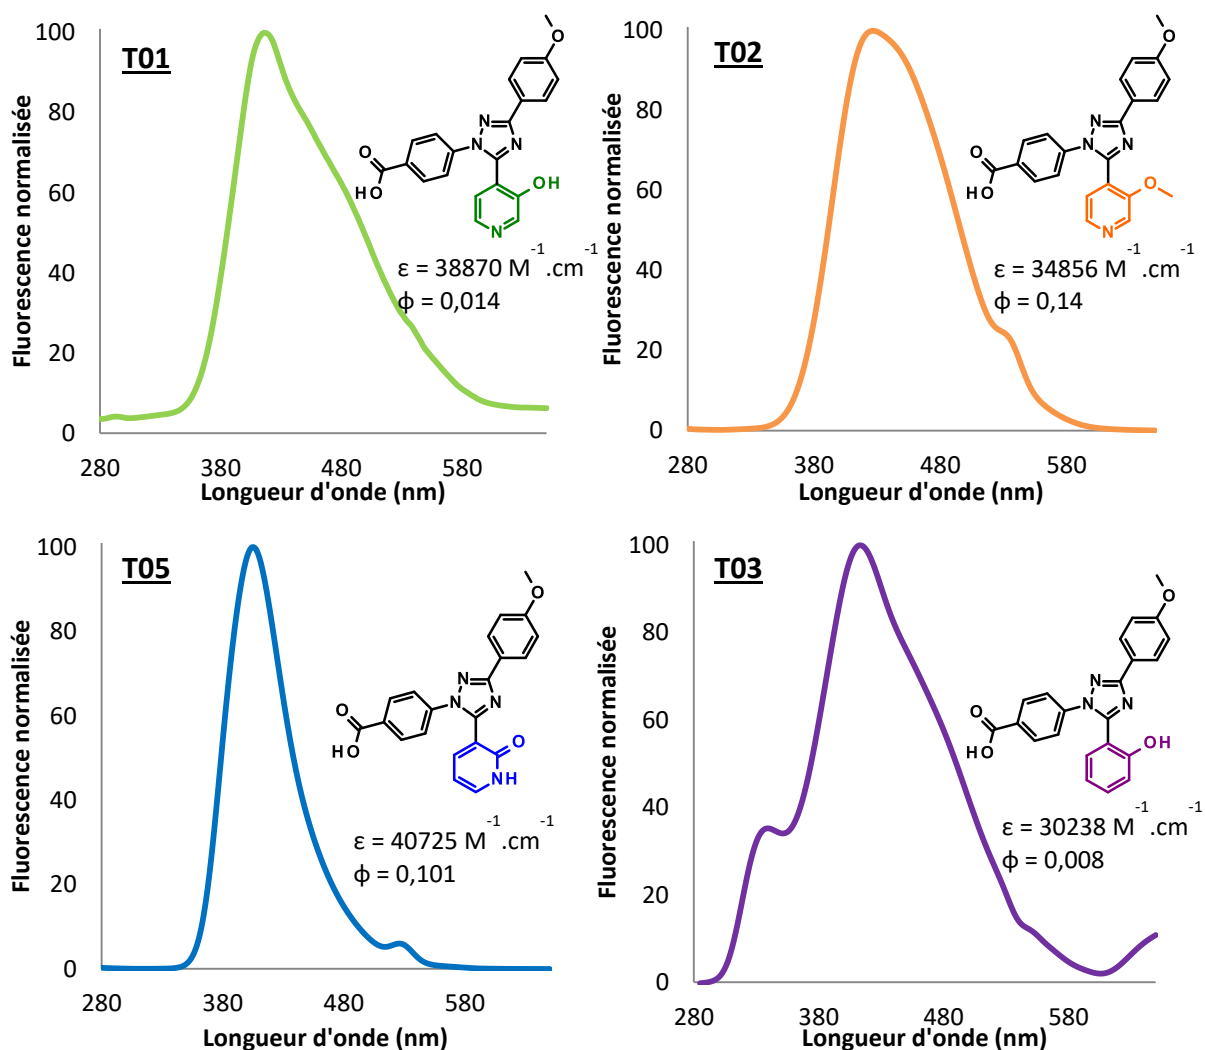 T01
Fluorescence normalisée
100
80
60
40
20
0
280 380 480 580
Longueur d'onde (nm)
O
N
N
N
O
HO
OH
N
ε = 38870 M⁻¹.cm⁻¹
ϕ = 0,014
T02
Fluorescence normalisée
100
80
60
40
20
0
280 380 480 580
Longueur d'onde (nm)
O
N
N
N
O
HO
O
N
ε = 34856 M⁻¹.cm⁻¹
ϕ = 0,14
T05
Fluorescence normalisée
100
80
60
40
20
0
280 380 480 580
Longueur d'onde (nm)
O
N
N
N
O
HO
O
NH
ε = 40725 M⁻¹.cm⁻¹
ϕ = 0,101
T03
Fluorescence normalisée
100
80
60
40
20
0
280 380 480 580
Longueur d'onde (nm)
O
N
N
N
O
HO
OH
ε = 30238 M⁻¹.cm⁻¹
ϕ = 0,008